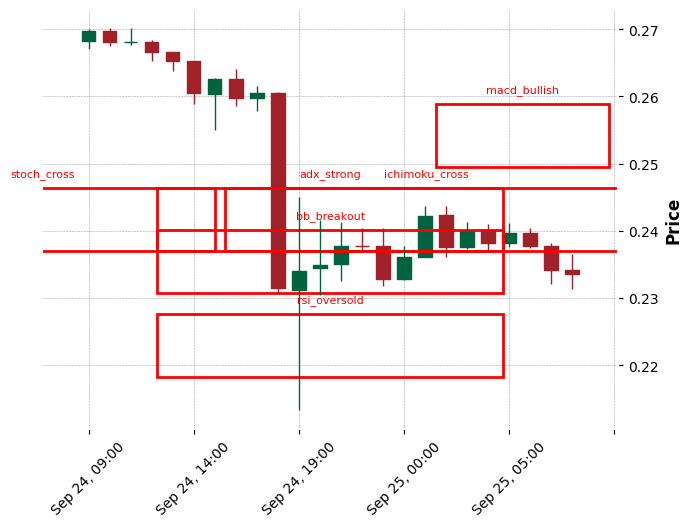 0.27
0.26
macd_bullish
0.25
stoch_cross
adx_strong
ichimoku_cross
bb_breakout
0.24
Price
0.23
rsi_oversold
0.22
Sep 24, 09:00
Sep 24, 14:00
Sep 24, 19:00
Sep 25, 00:00
Sep 25, 05:00